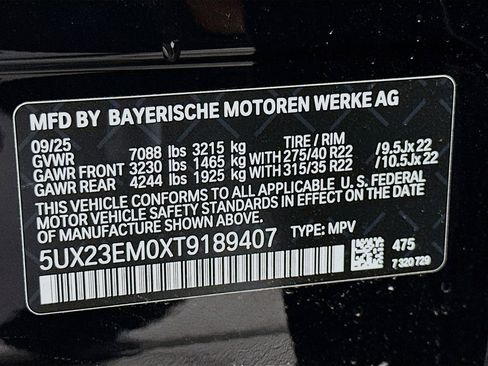 MFD BY BAYERISCHE MOTOREN WERKE AG
09/25 TIRE / RIM
GVWR 7088 lbs 3215 kg
GAWR FRONT 3230 lbs 1465 kg WITH 275/40 R22 /9.5Jx22
GAWR REAR 4244 lbs 1925 kg WITH 315/35 R22 /10.5Jx22
THIS VEHICLE CONFORMS TO ALL APPLICABLE U.S. FEDERAL
MOTOR VEHICLE SAFETY STANDARDS IN EFFECT ON THE DATE
OF MANUFACTURE SHOWN ABOVE.
5UX23EM0XT9189407 TYPE: MPV
475
7 320 729